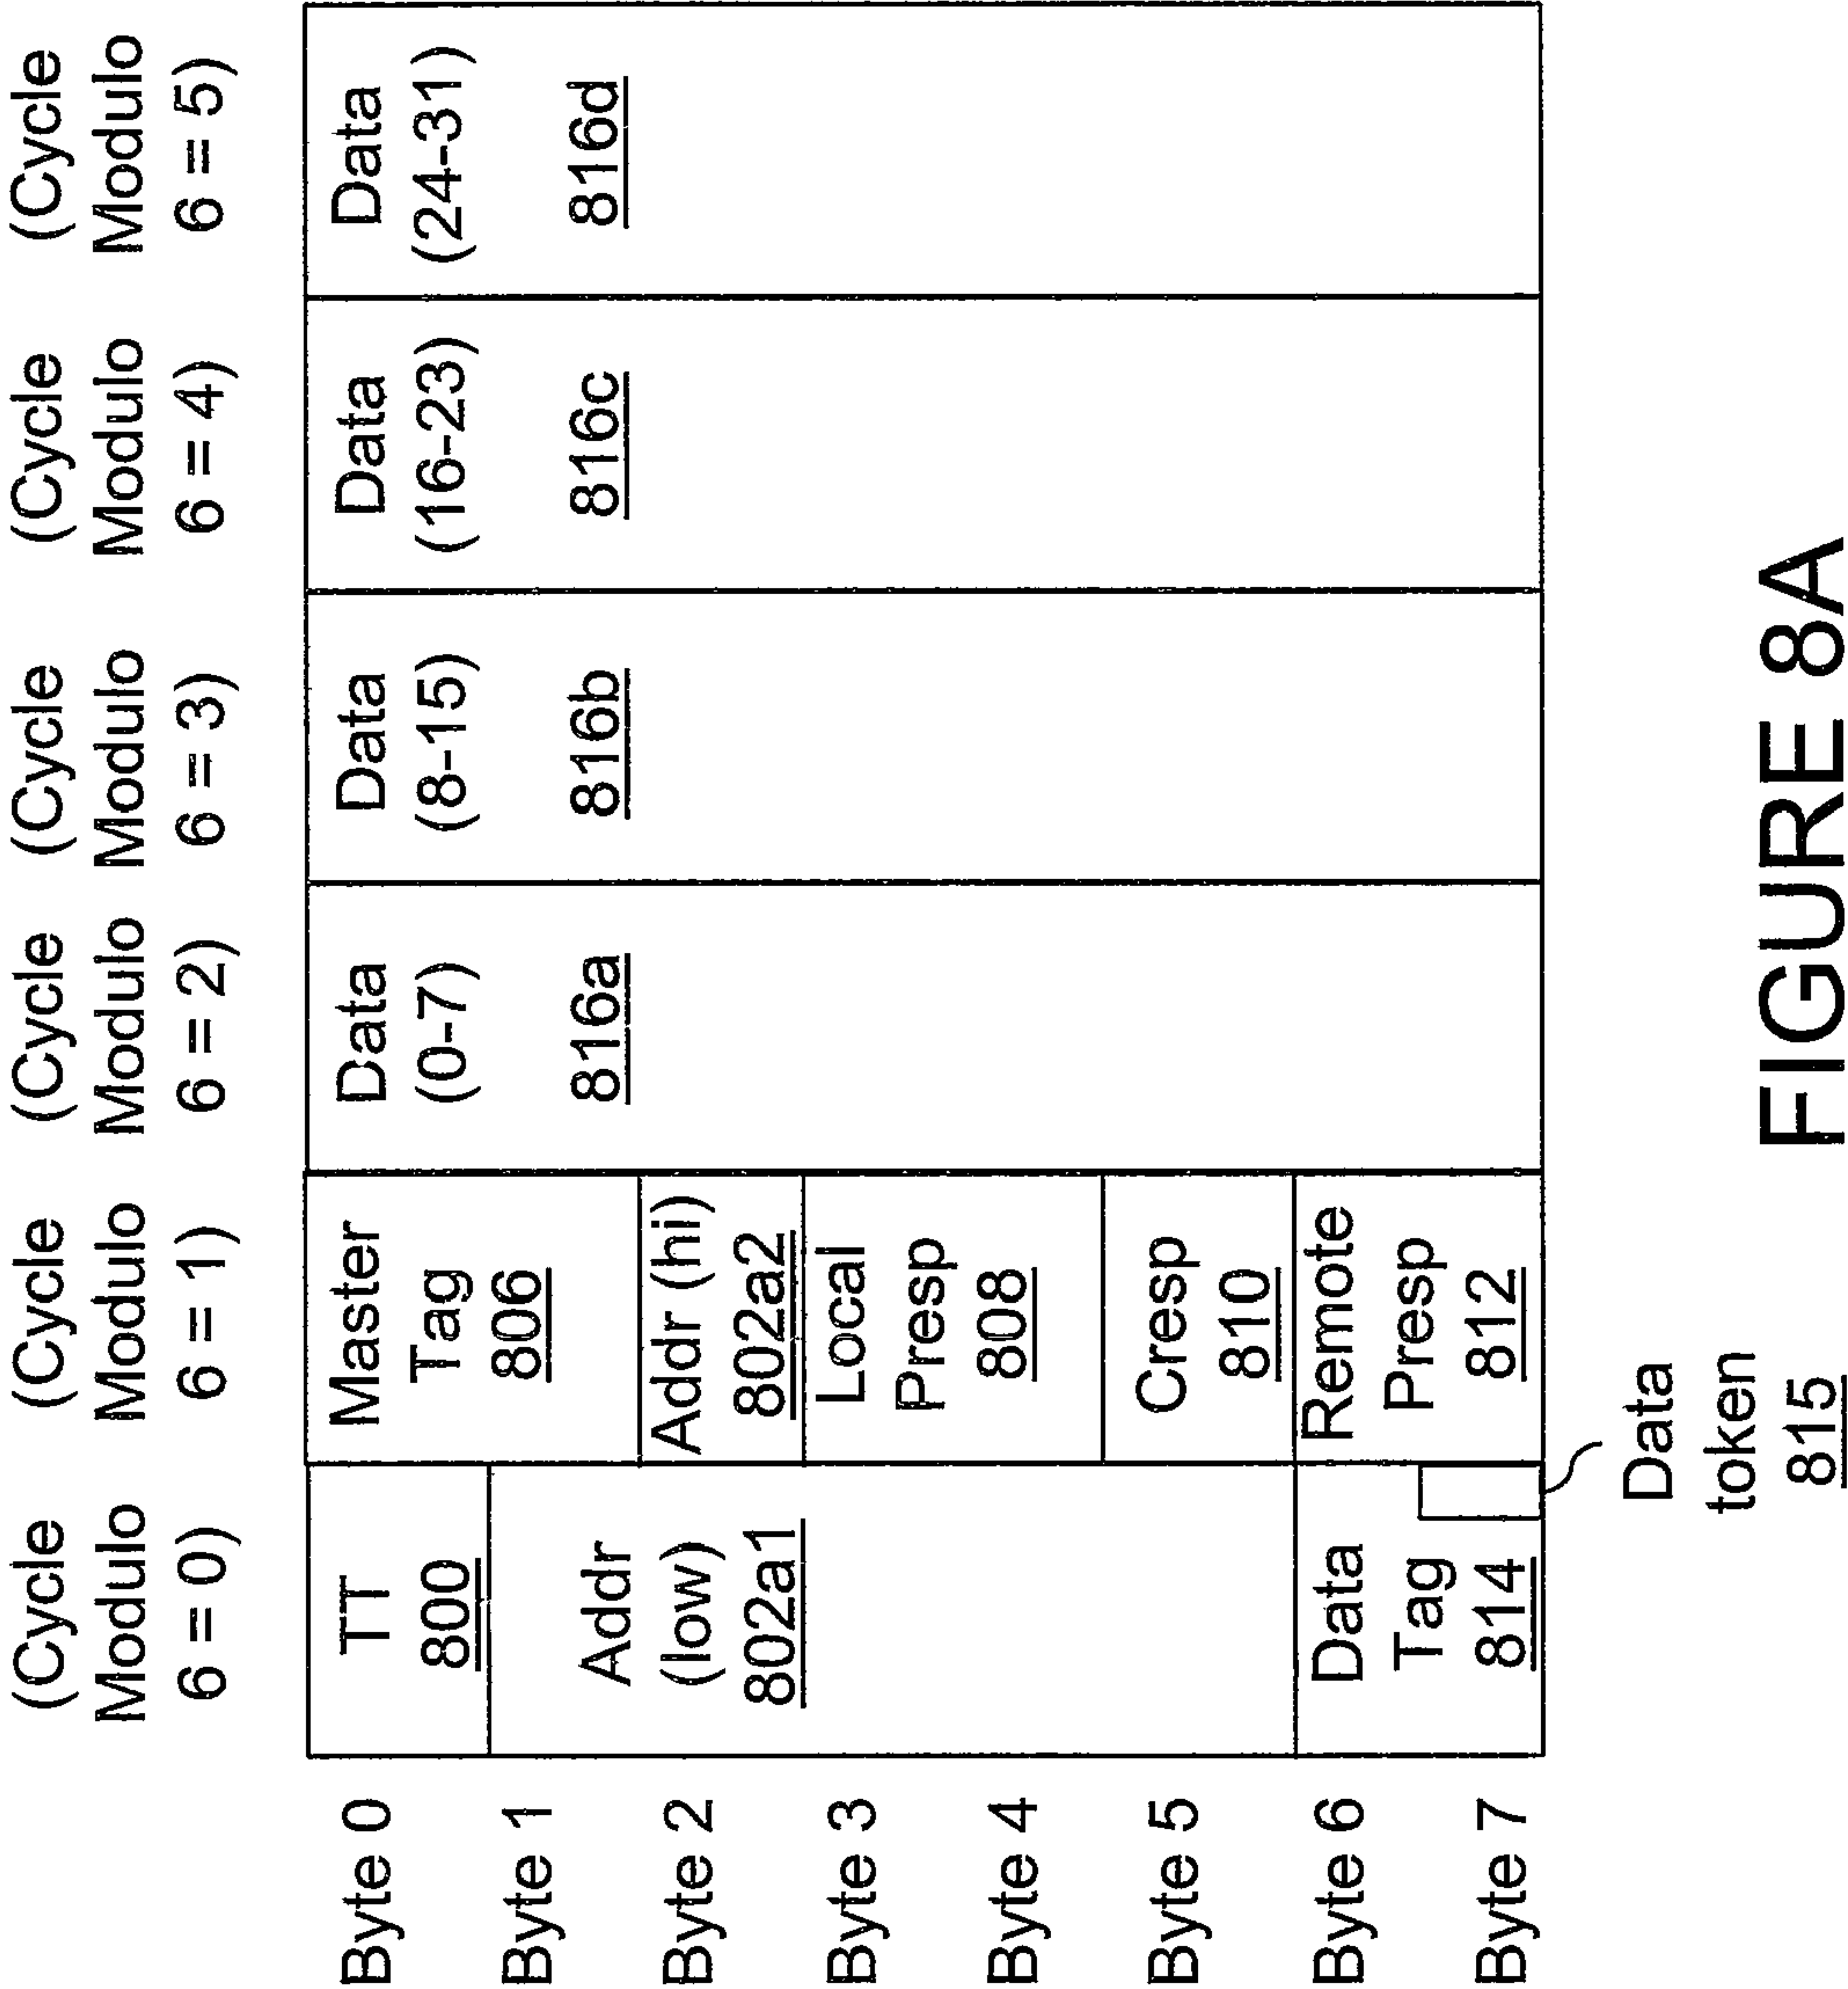 (Cycle
Modulo
6 = 0)
(Cycle
Modulo
6 = 1)
(Cycle
Modulo
6 = 2)
(Cycle
Modulo
6 = 3)
(Cycle
Modulo
6 = 4)
(Cycle
Modulo
6 = 5)
Byte 0
Byte 1
Byte 2
Byte 3
Byte 4
Byte 5
Byte 6
Byte 7
TT
800
Addr
(low)
802a1
Data
Tag
814
Master
Tag
806
Addr (hi)
802a2
Local
Presp
808
Cresp
810
Remote
Presp
812
Data
(0-7)
816a
Data
(8-15)
816b
Data
(16-23)
816c
Data
(24-31)
816d
Data
token
815
FIGURE 8A